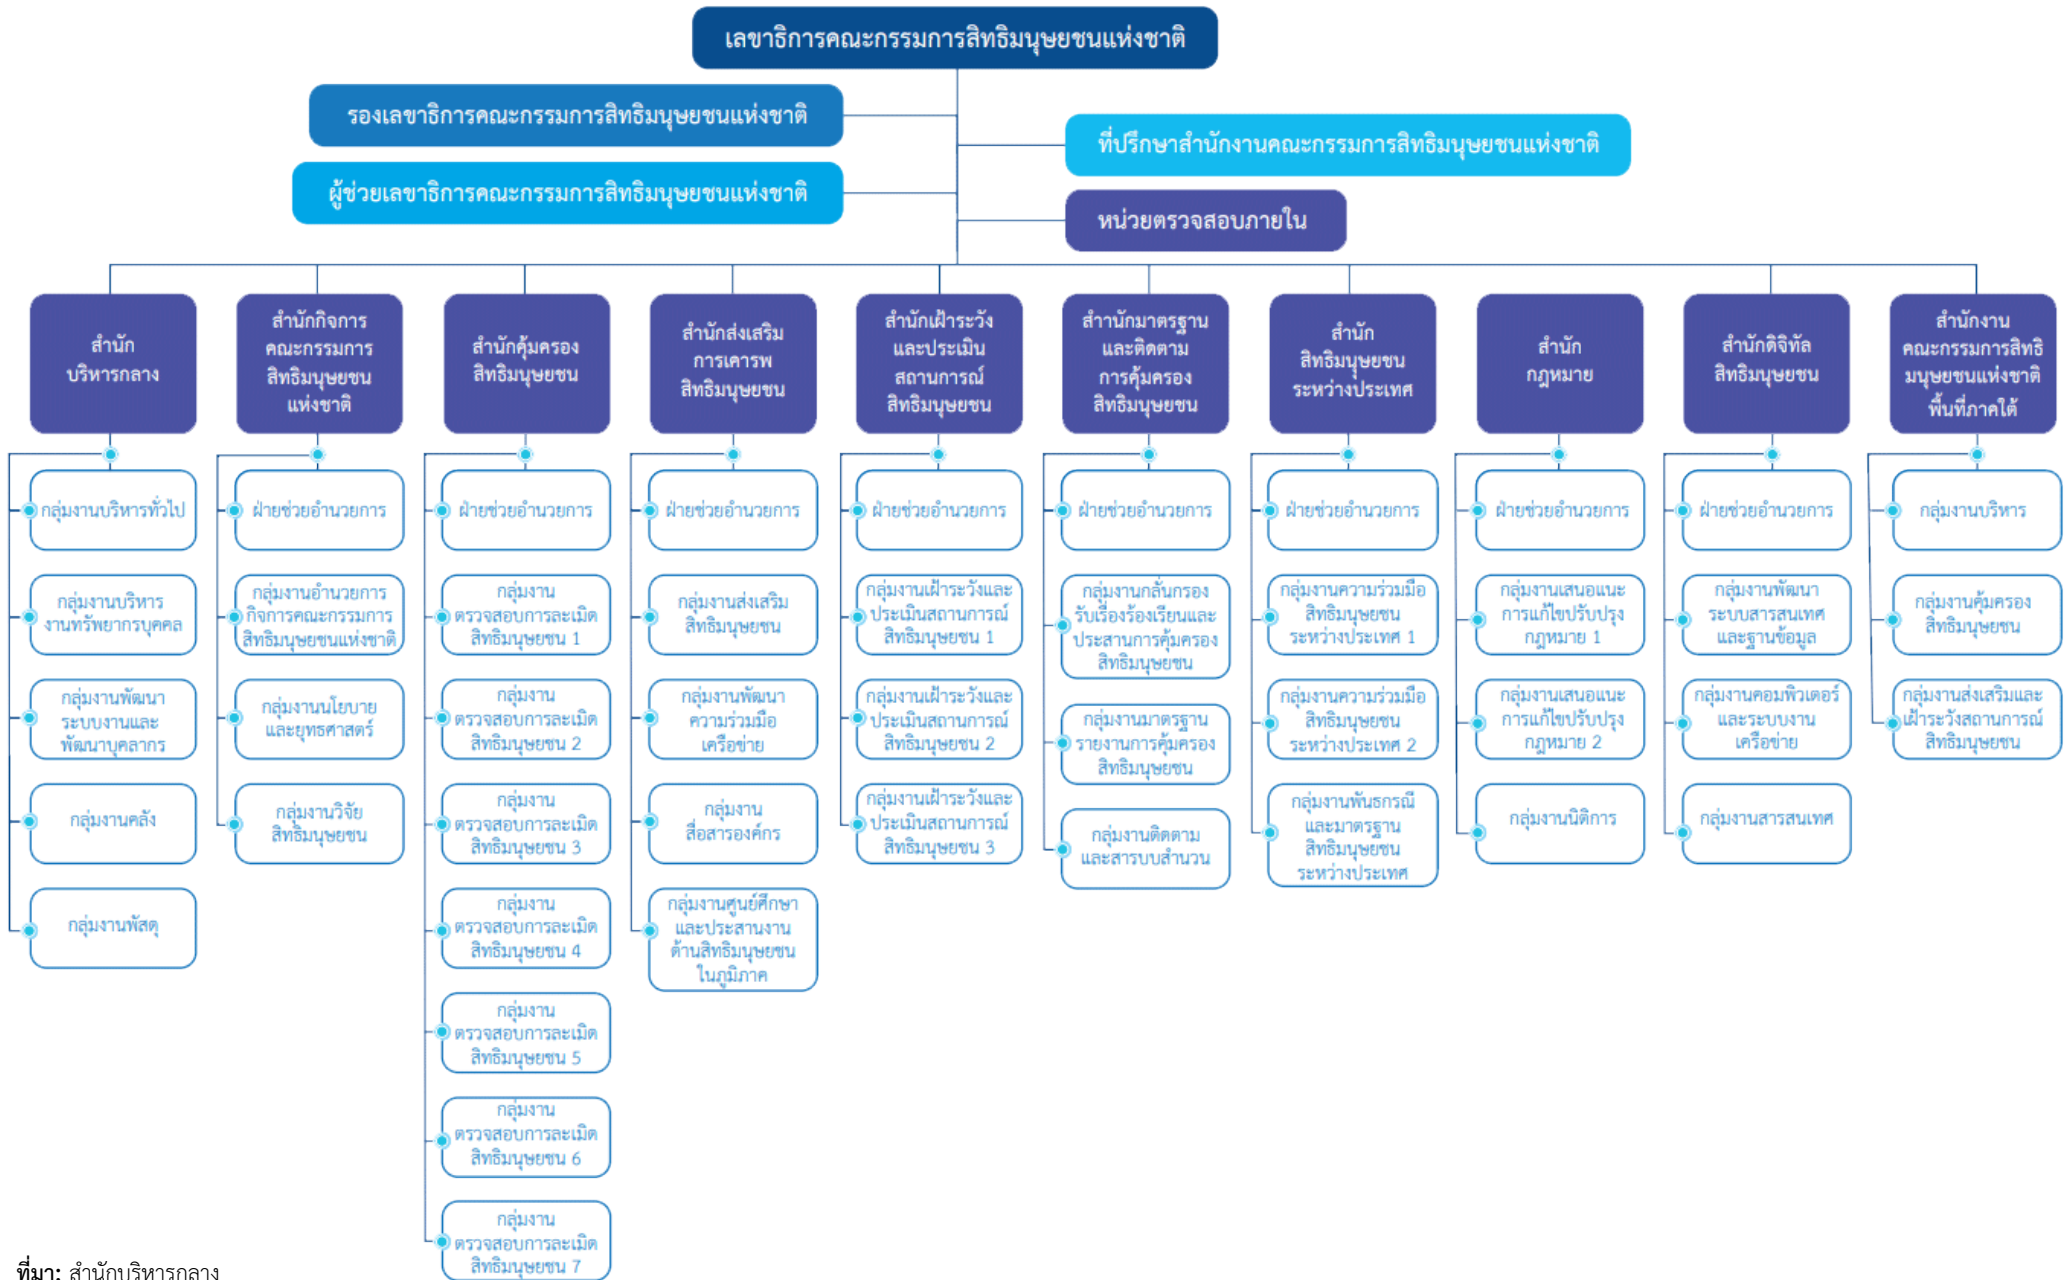 เลขาธิการคณะกรรมการสิทธิมนุษยชนแห่งชาติ
รองเลขาธิการคณะกรรมการสิทธิมนุษยชนแห่งชาติ
ที่ปรึกษาสำนักงานคณะกรรมการสิทธิมนุษยชนแห่งชาติ
ผู้ช่วยเลขาธิการคณะกรรมการสิทธิมนุษยชนแห่งชาติ
หน่วยตรวจสอบภายใน
สำนัก
บริหารกลาง
กลุ่มงานบริหารทั่วไป
กลุ่มงานบริหาร
งานทรัพยากรบุคคล
กลุ่มงานพัฒนา
ระบบงานและ
พัฒนาบุคลากร
กลุ่มงานคลัง
กลุ่มงานพัสดุ
สำนักกิจการ
คณะกรรมการ
สิทธิมนุษยชน
แห่งชาติ
ฝ่ายช่วยอำนวยการ
กลุ่มงานอำนวยการ
กิจการคณะกรรมการ
สิทธิมนุษยชนแห่งชาติ
กลุ่มงานนโยบาย
และยุทธศาสตร์
กลุ่มงานวิจัย
สิทธิมนุษยชน
สำนักคุ้มครอง
สิทธิมนุษยชน
ฝ่ายช่วยอำนวยการ
กลุ่มงาน
ตรวจสอบการละเมิด
สิทธิมนุษยชน 1
กลุ่มงาน
ตรวจสอบการละเมิด
สิทธิมนุษยชน 2
กลุ่มงาน
ตรวจสอบการละเมิด
สิทธิมนุษยชน 3
กลุ่มงาน
ตรวจสอบการละเมิด
สิทธิมนุษยชน 4
กลุ่มงาน
ตรวจสอบการละเมิด
สิทธิมนุษยชน 5
กลุ่มงาน
ตรวจสอบการละเมิด
สิทธิมนุษยชน 6
กลุ่มงาน
ตรวจสอบการละเมิด
สิทธิมนุษยชน 7
สำนักส่งเสริม
การเคารพ
สิทธิมนุษยชน
ฝ่ายช่วยอำนวยการ
กลุ่มงานส่งเสริม
สิทธิมนุษยชน
กลุ่มงานพัฒนา
ความร่วมมือ
เครือข่าย
กลุ่มงาน
สื่อสารองค์กร
กลุ่มงานศูนย์ศึกษา
และประสานงาน
ด้านสิทธิมนุษยชน
ในภูมิภาค
สำนักเฝ้าระวัง
และประเมิน
สถานการณ์
สิทธิมนุษยชน
ฝ่ายช่วยอำนวยการ
กลุ่มงานเฝ้าระวังและ
ประเมินสถานการณ์
สิทธิมนุษยชน 1
กลุ่มงานเฝ้าระวังและ
ประเมินสถานการณ์
สิทธิมนุษยชน 2
กลุ่มงานเฝ้าระวังและ
ประเมินสถานการณ์
สิทธิมนุษยชน 3
สำานักมาตรฐาน
และติดตาม
การคุ้มครอง
สิทธิมนุษยชน
ฝ่ายช่วยอำนวยการ
กลุ่มงานกลั่นกรอง
รับเรื่องร้องเรียนและ
ประสานการคุ้มครอง
สิทธิมนุษยชน
กลุ่มงานมาตรฐาน
รายงานการคุ้มครอง
สิทธิมนุษยชน
กลุ่มงานติดตาม
และสารบบสำนวน
สำนัก
สิทธิมนุษยชน
ระหว่างประเทศ
ฝ่ายช่วยอำนวยการ
กลุ่มงานความร่วมมือ
สิทธิมนุษยชน
ระหว่างประเทศ 1
กลุ่มงานความร่วมมือ
สิทธิมนุษยชน
ระหว่างประเทศ 2
กลุ่มงานพันธกรณี
และมาตรฐาน
สิทธิมนุษยชน
ระหว่างประเทศ
สำนัก
กฎหมาย
ฝ่ายช่วยอำนวยการ
กลุ่มงานเสนอแนะ
การแก้ไขปรับปรุง
กฎหมาย 1
กลุ่มงานเสนอแนะ
การแก้ไขปรับปรุง
กฎหมาย 2
กลุ่มงานนิติการ
สำนักดิจิทัล
สิทธิมนุษยชน
ฝ่ายช่วยอำนวยการ
กลุ่มงานพัฒนา
ระบบสารสนเทศ
และฐานข้อมูล
กลุ่มงานคอมพิวเตอร์
และระบบงาน
เครือข่าย
กลุ่มงานสารสนเทศ
สำนักงาน
คณะกรรมการสิทธิ
มนุษยชนแห่งชาติ
พื้นที่ภาคใต้
กลุ่มงานบริหาร
กลุ่มงานคุ้มครอง
สิทธิมนุษยชน
กลุ่มงานส่งเสริมและ
เฝ้าระวังสถานการณ์
สิทธิมนุษยชน
ที่มา: สำนักบริหารกลาง